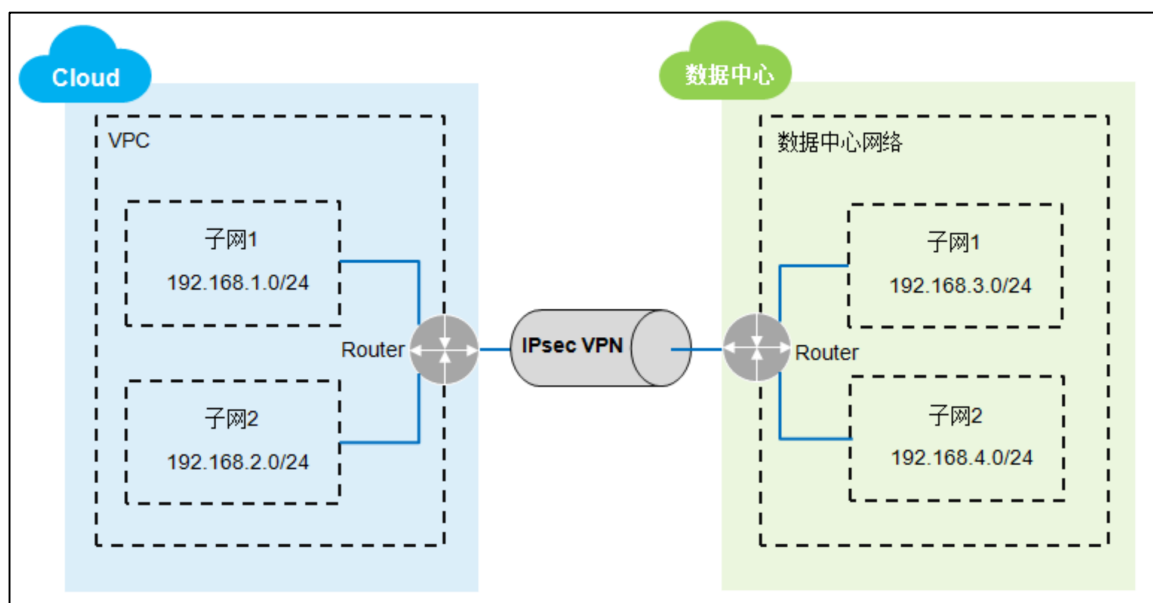 Cloud
VPC
子网1
192.168.1.0/24
子网2
192.168.2.0/24
Router
IPsec VPN
数据中心
数据中心网络
子网1
192.168.3.0/24
Router
子网2
192.168.4.0/24